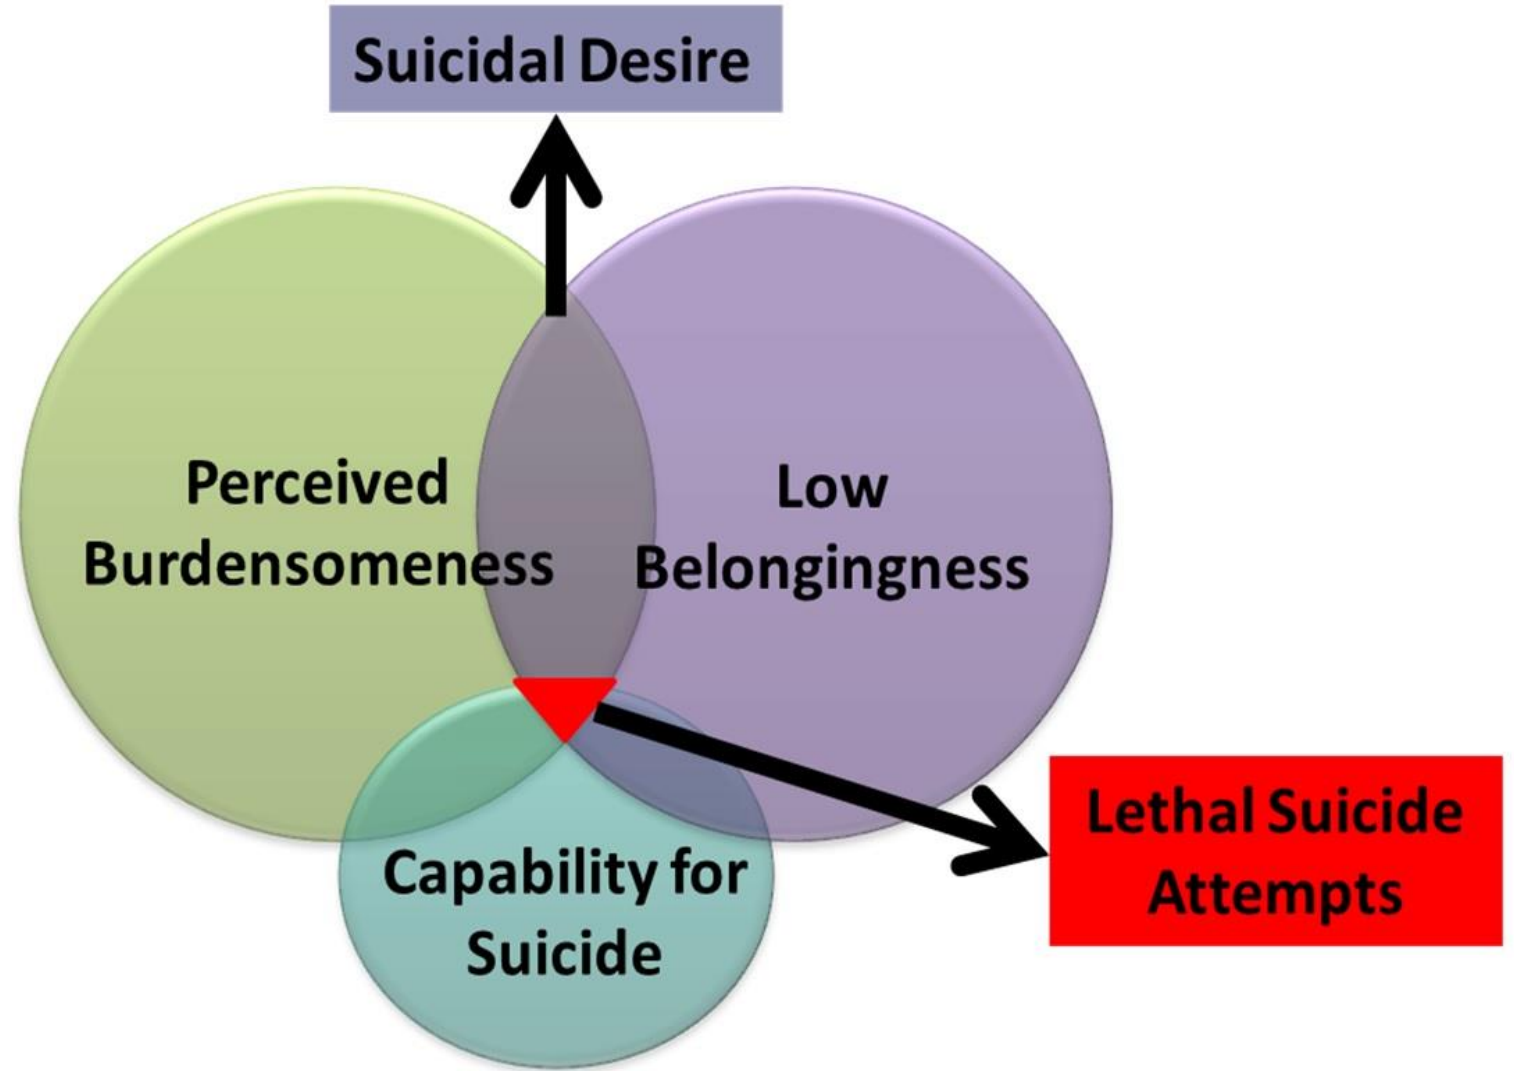 Suicidal Desire
Perceived
Burdensomeness
Low
Belongingness
Capability for
Suicide
Lethal Suicide
Attempts